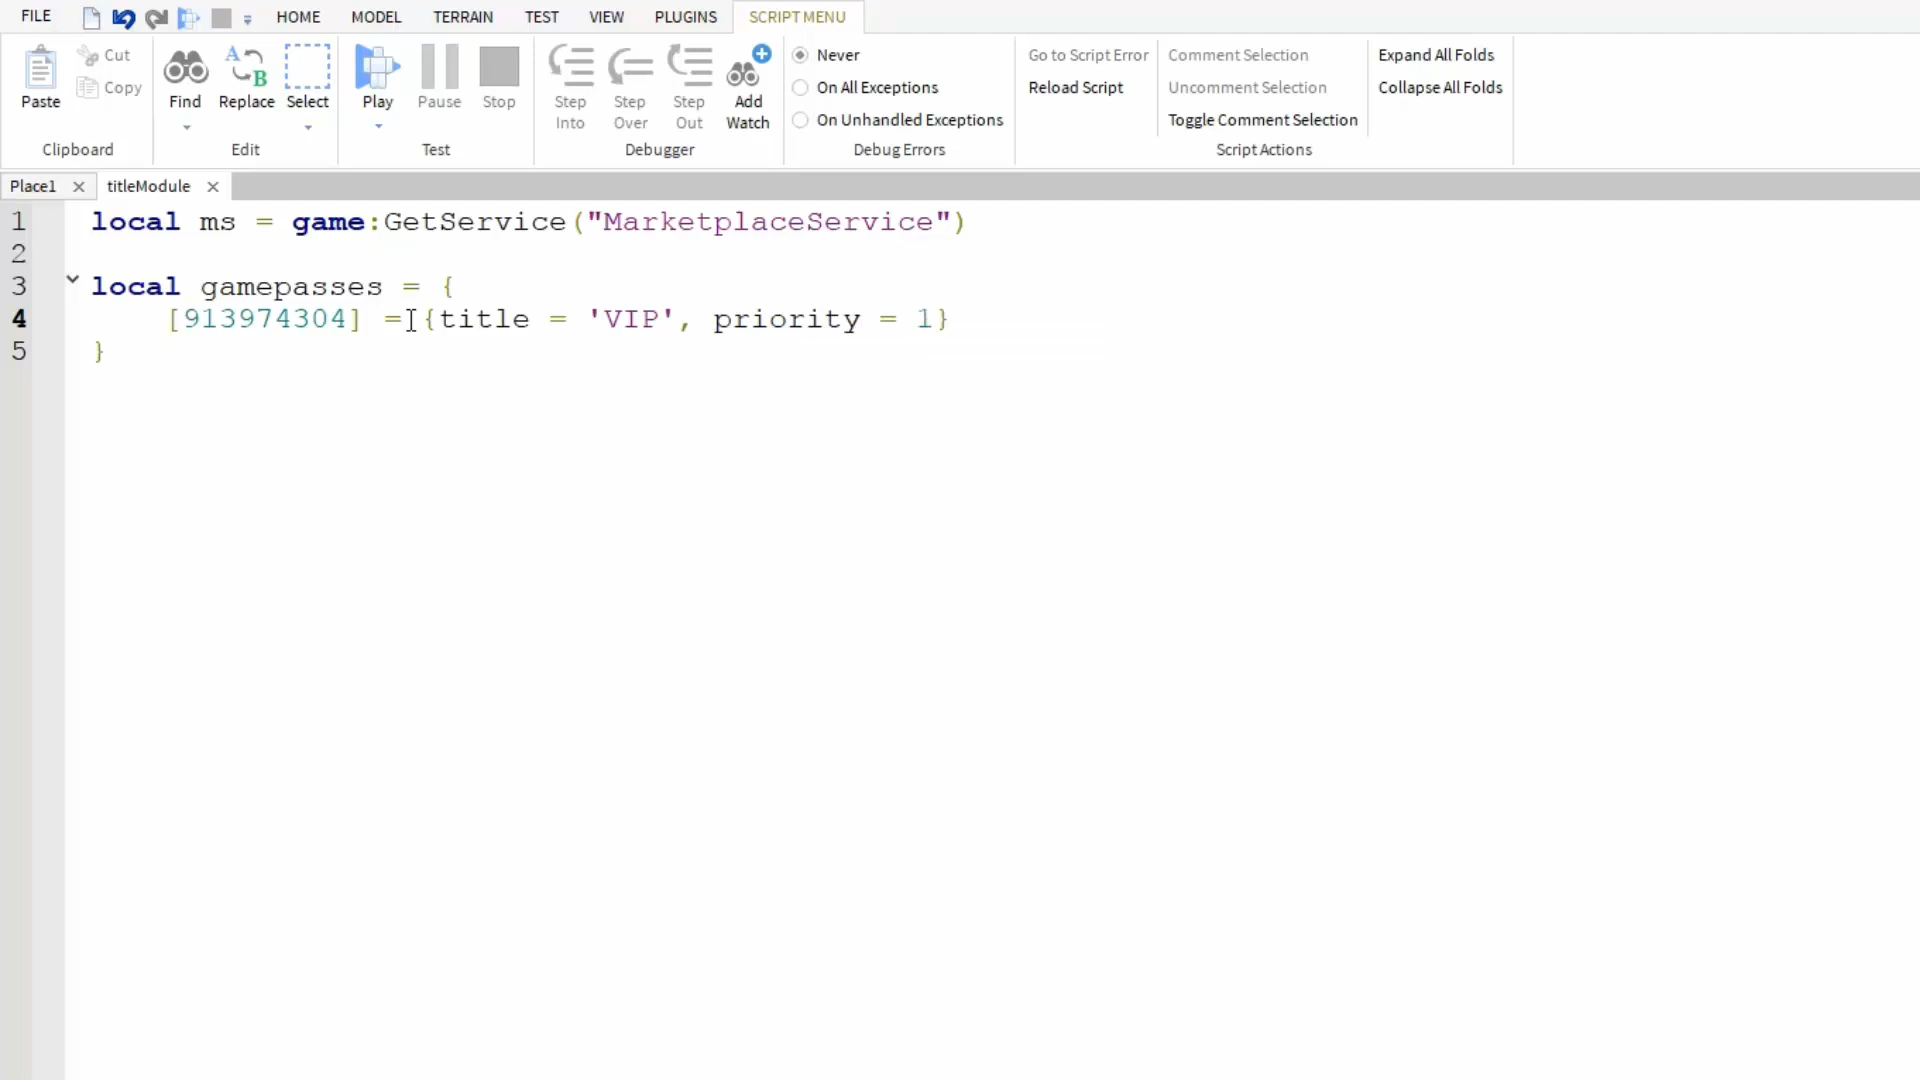 FILE HOME MODEL TERRAIN TEST VIEW PLUGINS SCRIPT MENU
Paste
Cut
Copy
Clipboard
Find
Replace
Select
Edit
Play
Pause
Stop
Test
Step Into
Step Over
Step Out
Add Watch
Debugger
Never
On All Exceptions
On Unhandled Exceptions
Debug Errors
Go to Script Error
Reload Script
Comment Selection
Uncomment Selection
Toggle Comment Selection
Script Actions
Expand All Folds
Collapse All Folds
Place1 titleModule
1 local ms = game:GetService("MarketplaceService")
2
3 local gamepasses = {
4 [913974304] = {title = 'VIP', priority = 1}
5 }